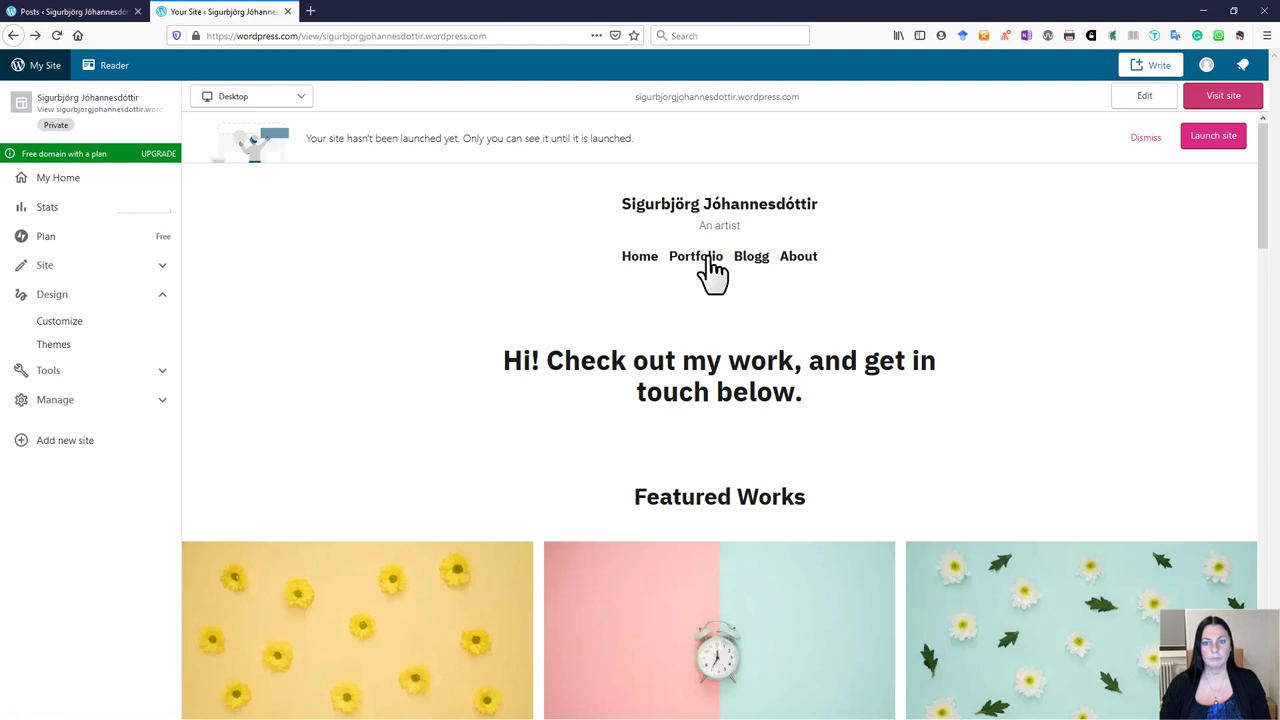 Posts ‹ Sigurbjörg Jóhannes
Your Site ‹ Sigurbjörg Jóhannes
https://wordpress.com/view/sigurbjorgjohannesdottir.wordpress.com
Search
My Site
Reader
Write
Sigurbjörg Jóhannesdóttir
View sigurbjorgjohannesdottir.word
Private
Desktop
sigurbjorgjohannesdottir.wordpress.com
Edit
Visit site
Your site hasn't been launched yet. Only you can see it until it is launched.
Dismiss
Launch site
Free domain with a plan
UPGRADE
My Home
Stats
Plan
Free
Site
Design
Customize
Themes
Tools
Manage
Add new site
Sigurbjörg Jóhannesdóttir
An artist
Home Portfolio Blogg About
Hi! Check out my work, and get in
touch below.
Featured Works